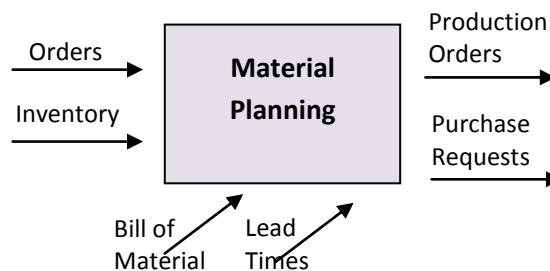 Orders
Inventory
Material
Planning
Production
Orders
Purchase
Requests
Bill of
Material
Lead
Times